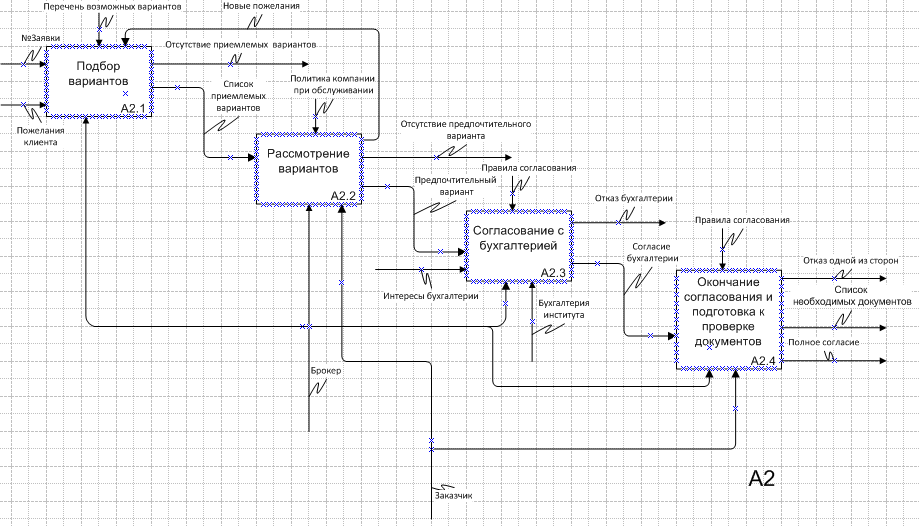 Перечень возможных вариантов
Новые пожелания
№Заявки
Отсутствие приемлемых вариантов
Подбор
вариантов
A2.1
Пожелания
клиента
Список
приемлемых
вариантов
Политика компании
при обслуживании
Рассмотрение
вариантов
A2.2
Отсутствие предпочтительного
варианта
Предпочтительный
вариант
Правила согласования
Согласование с
бухгалтерией
A2.3
Отказ бухгалтерии
Согласие
бухгалтерии
Интересы бухгалтерии
Бухгалтерия
института
Правила согласования
Окончание
согласования и
подготовка к
проверке
документов
A2.4
Отказ одной из сторон
Список
необходимых документов
Полное согласие
Брокер
Заказчик
A2